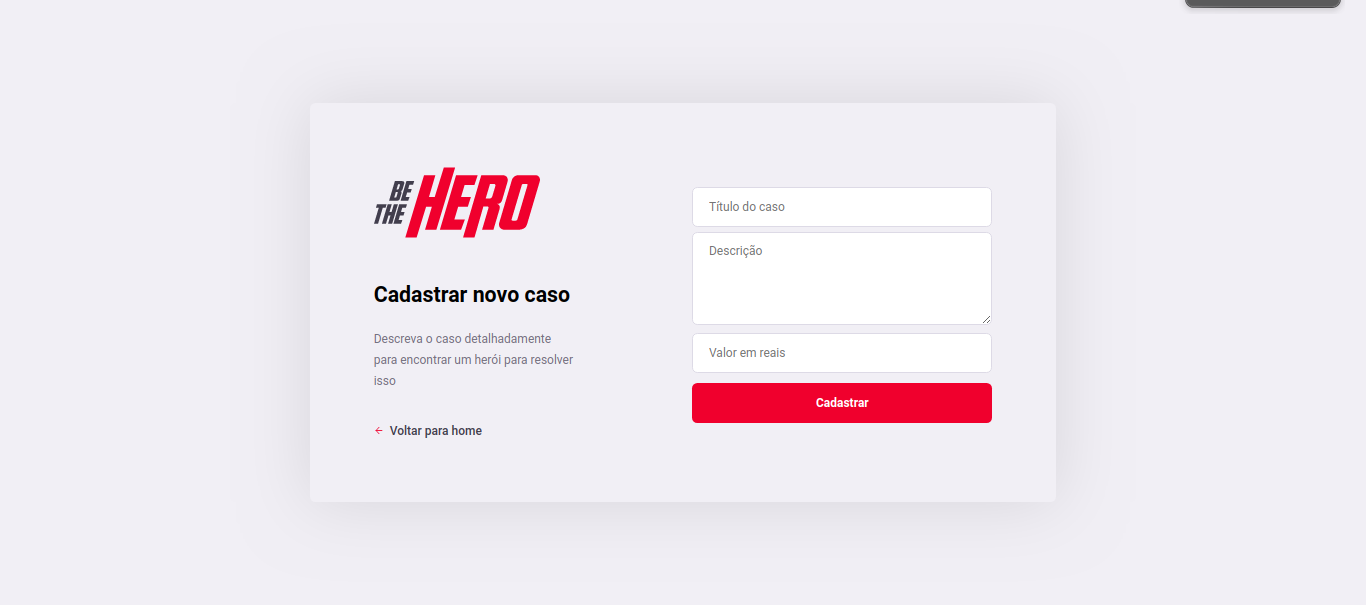 BE
THE HERO
Cadastrar novo caso
Descreva o caso detalhadamente
para encontrar um herói para resolver
isso
← Voltar para home
Título do caso
Descrição
Valor em reais
Cadastrar